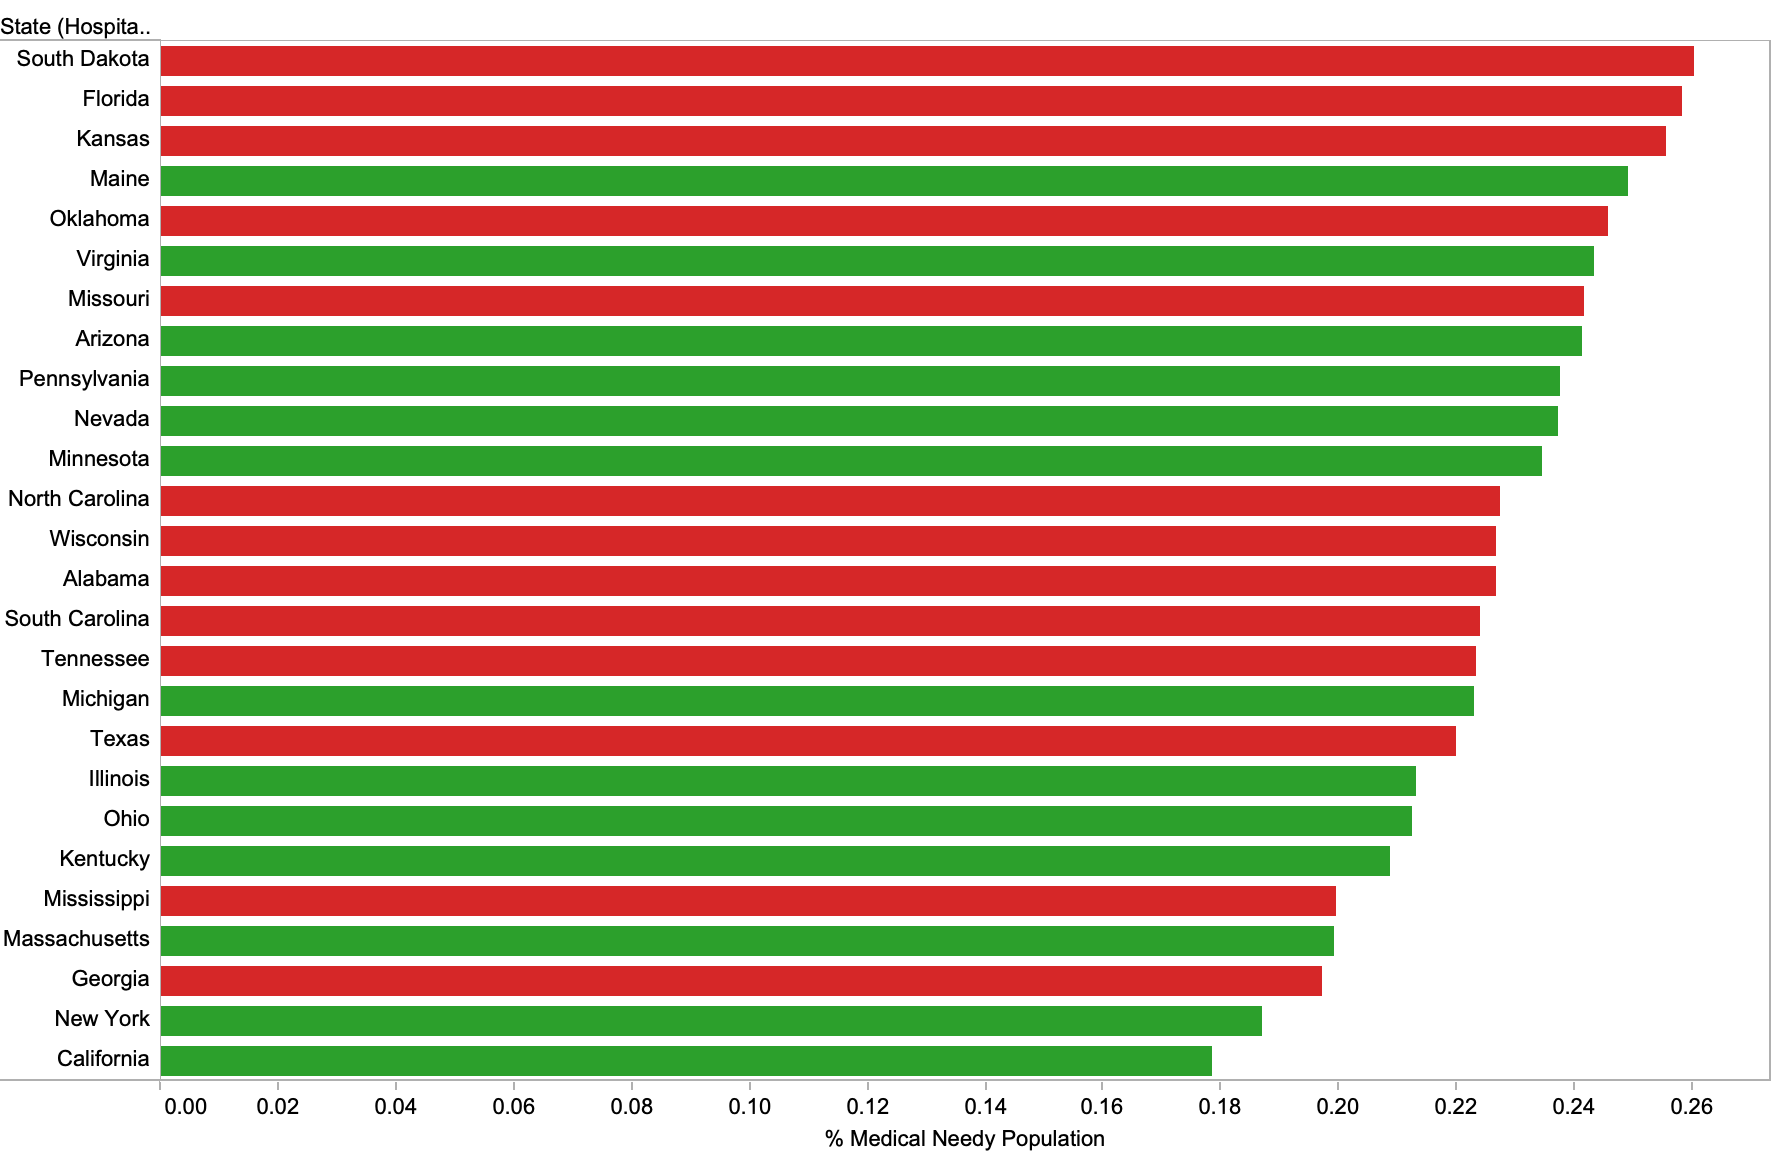 State (Hospita..
South Dakota
Florida
Kansas
Maine
Oklahoma
Virginia
Missouri
Arizona
Pennsylvania
Nevada
Minnesota
North Carolina
Wisconsin
Alabama
South Carolina
Tennessee
Michigan
Texas
Illinois
Ohio
Kentucky
Mississippi
Massachusetts
Georgia
New York
California
0.00 0.02 0.04 0.06 0.08 0.10 0.12 0.14 0.16 0.18 0.20 0.22 0.24 0.26
% Medical Needy Population